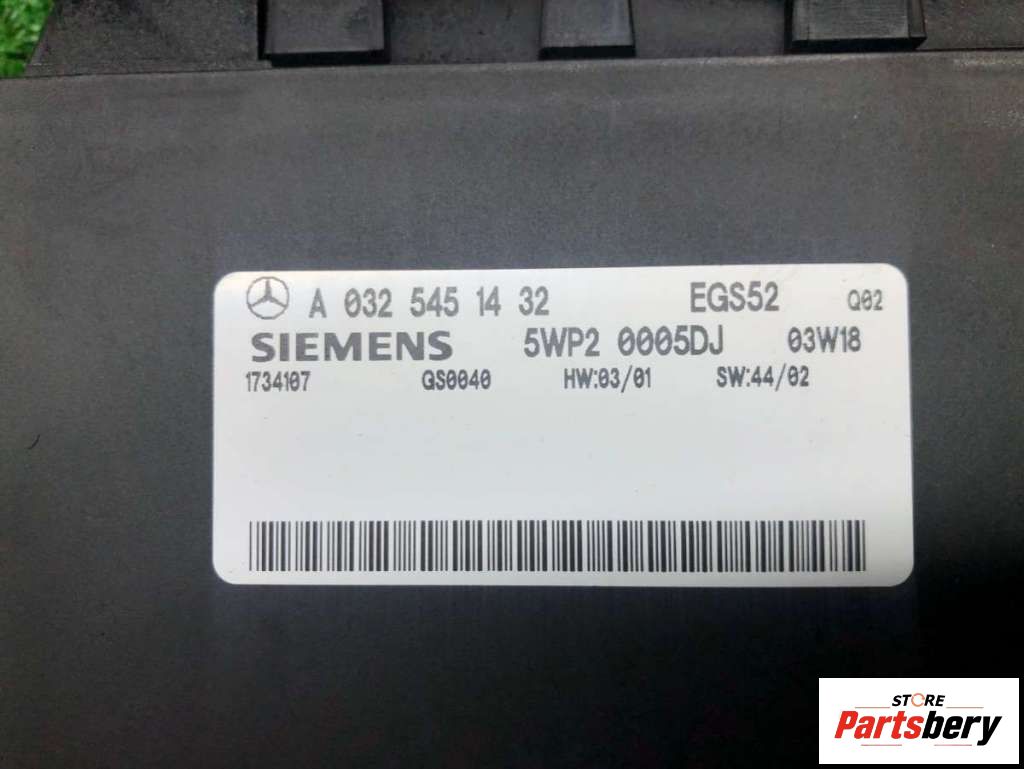 A 032 545 14 32 EGS52 Q02
SIEMENS 5WP2 0005DJ 03W18
1734107 GS0040 HW:03/01 SW:44/02
STORE
Partsbery